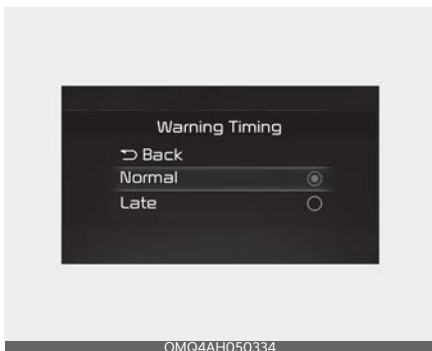 Warning Timing
Back
Normal
Late
OMQ4AH050334